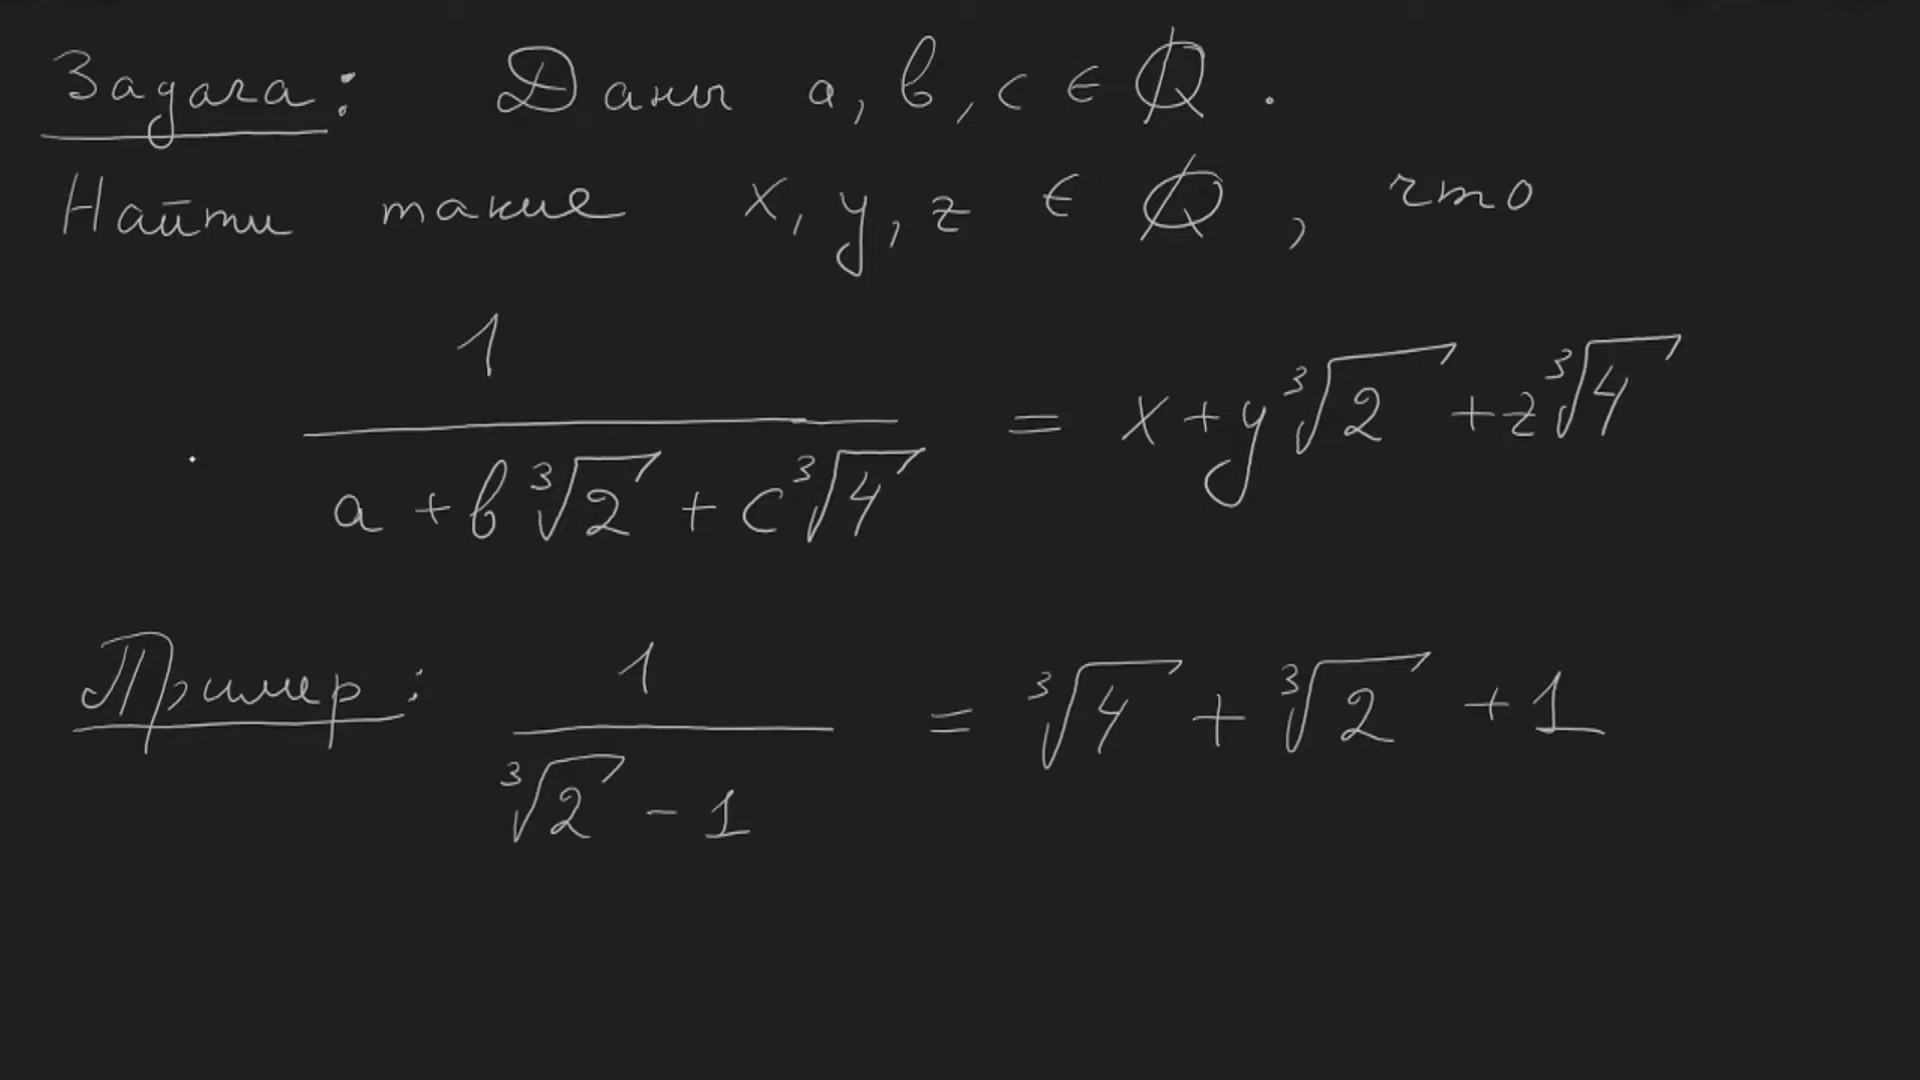 Задача: Даны a, b, c ∈ ℚ.
Найти такие x, y, z ∈ ℚ, что
1 / (a + b∛2 + c∛4) = x + y∛2 + z∛4
Пример: 1 / (∛2 - 1) = ∛4 + ∛2 + 1